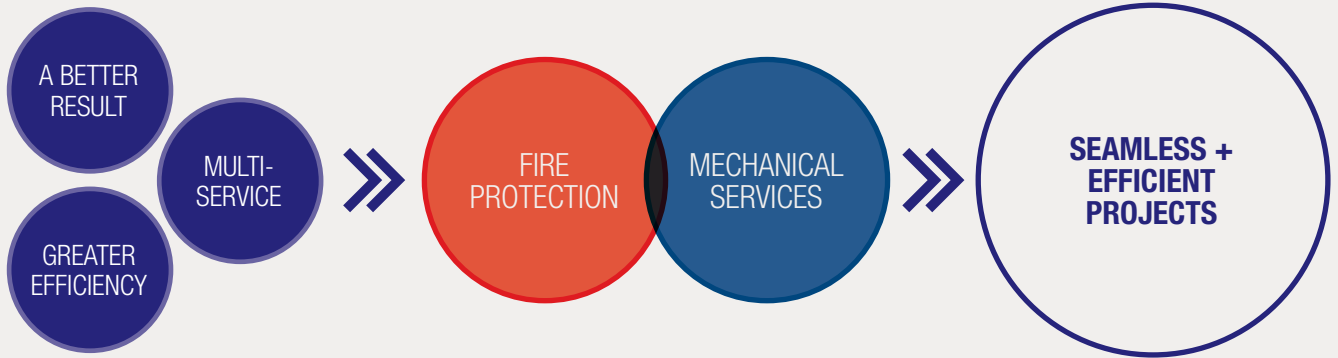 A BETTER
RESULT
MULTI-
SERVICE
GREATER
EFFICIENCY
FIRE
PROTECTION
MECHANICAL
SERVICES
SEAMLESS +
EFFICIENT
PROJECTS